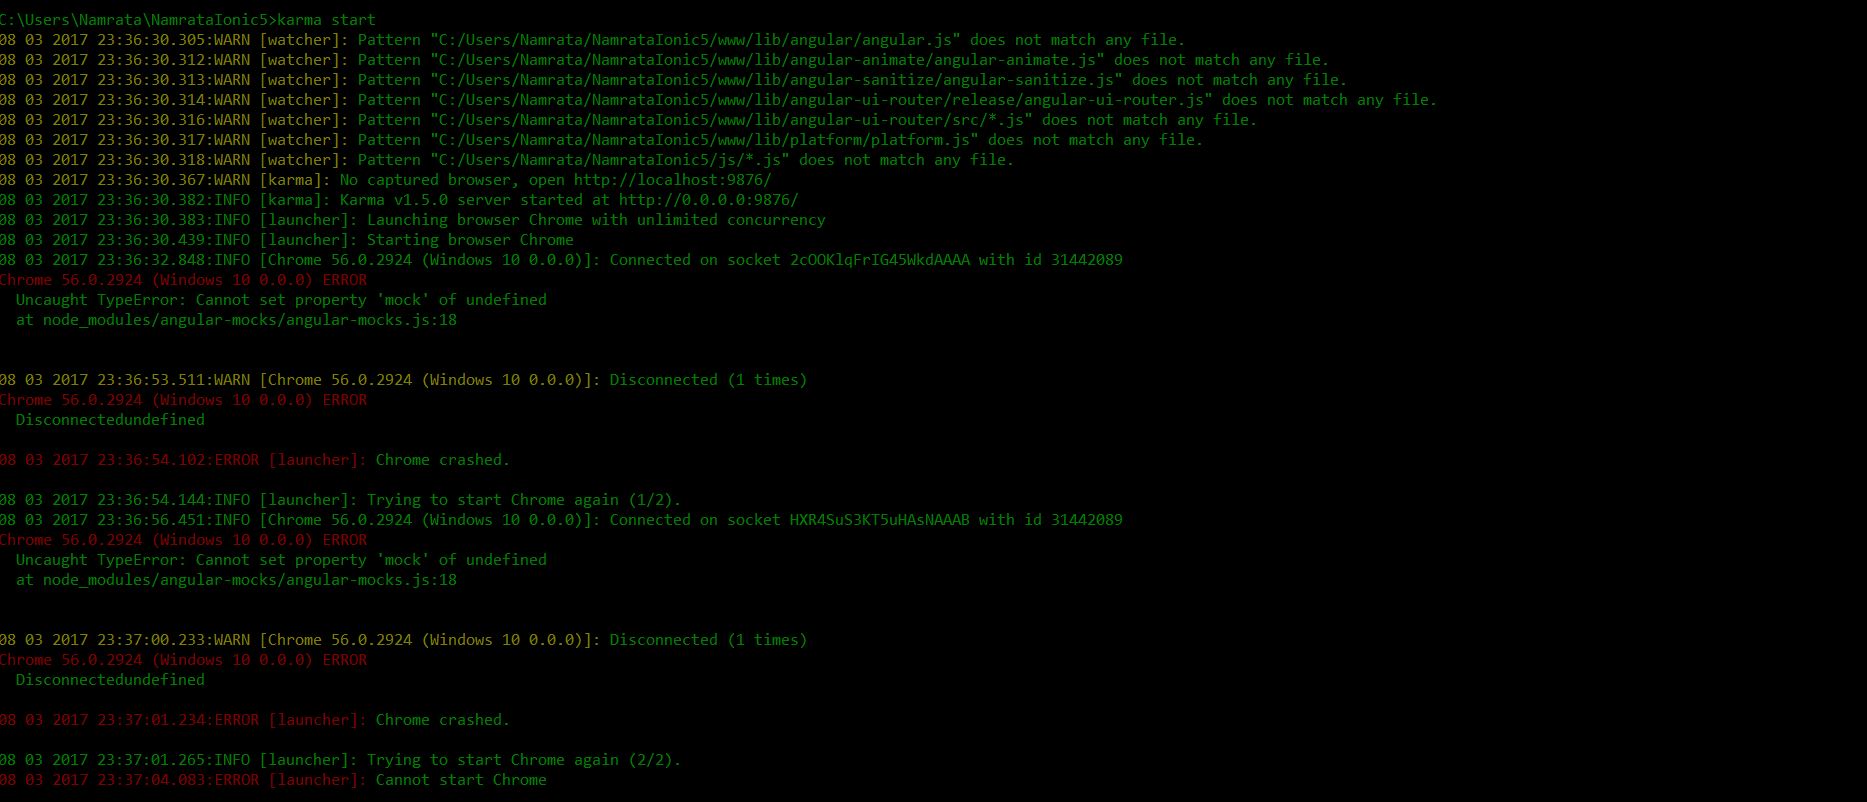 C:\Users\Namrata\NamrataIonic5>karma start
08 03 2017 23:36:30.305:WARN [watcher]: Pattern "C:/Users/Namrata/NamrataIonic5/www/lib/angular/angular.js" does not match any file.
08 03 2017 23:36:30.312:WARN [watcher]: Pattern "C:/Users/Namrata/NamrataIonic5/www/lib/angular-animate/angular-animate.js" does not match any file.
08 03 2017 23:36:30.313:WARN [watcher]: Pattern "C:/Users/Namrata/NamrataIonic5/www/lib/angular-sanitize/angular-sanitize.js" does not match any file.
08 03 2017 23:36:30.314:WARN [watcher]: Pattern "C:/Users/Namrata/NamrataIonic5/www/lib/angular-ui-router/release/angular-ui-router.js" does not match any file.
08 03 2017 23:36:30.316:WARN [watcher]: Pattern "C:/Users/Namrata/NamrataIonic5/www/lib/angular-ui-router/src/*.js" does not match any file.
08 03 2017 23:36:30.317:WARN [watcher]: Pattern "C:/Users/Namrata/NamrataIonic5/www/lib/platform/platform.js" does not match any file.
08 03 2017 23:36:30.318:WARN [watcher]: Pattern "C:/Users/Namrata/NamrataIonic5/js/*.js" does not match any file.
08 03 2017 23:36:30.367:WARN [karma]: No captured browser, open http://localhost:9876/
08 03 2017 23:36:30.382:INFO [karma]: Karma v1.5.0 server started at http://0.0.0.0:9876/
08 03 2017 23:36:30.383:INFO [launcher]: Launching browser Chrome with unlimited concurrency
08 03 2017 23:36:30.439:INFO [launcher]: Starting browser Chrome
08 03 2017 23:36:32.848:INFO [Chrome 56.0.2924 (Windows 10 0.0.0)]: Connected on socket 2cOOKlqFrIG45WkdAAAA with id 31442089
Chrome 56.0.2924 (Windows 10 0.0.0) ERROR
Uncaught TypeError: Cannot set property 'mock' of undefined
at node_modules/angular-mocks/angular-mocks.js:18
08 03 2017 23:36:53.511:WARN [Chrome 56.0.2924 (Windows 10 0.0.0)]: Disconnected (1 times)
Chrome 56.0.2924 (Windows 10 0.0.0) ERROR
Disconnectedundefined
08 03 2017 23:36:54.102:ERROR [launcher]: Chrome crashed.
08 03 2017 23:36:54.144:INFO [launcher]: Trying to start Chrome again (1/2).
08 03 2017 23:36:56.451:INFO [Chrome 56.0.2924 (Windows 10 0.0.0)]: Connected on socket HXR4SuS3KT5uHAsNAAAB with id 31442089
Chrome 56.0.2924 (Windows 10 0.0.0) ERROR
Uncaught TypeError: Cannot set property 'mock' of undefined
at node_modules/angular-mocks/angular-mocks.js:18
08 03 2017 23:37:00.233:WARN [Chrome 56.0.2924 (Windows 10 0.0.0)]: Disconnected (1 times)
Chrome 56.0.2924 (Windows 10 0.0.0) ERROR
Disconnectedundefined
08 03 2017 23:37:01.234:ERROR [launcher]: Chrome crashed.
08 03 2017 23:37:01.265:INFO [launcher]: Trying to start Chrome again (2/2).
08 03 2017 23:37:04.083:ERROR [launcher]: Cannot start Chrome